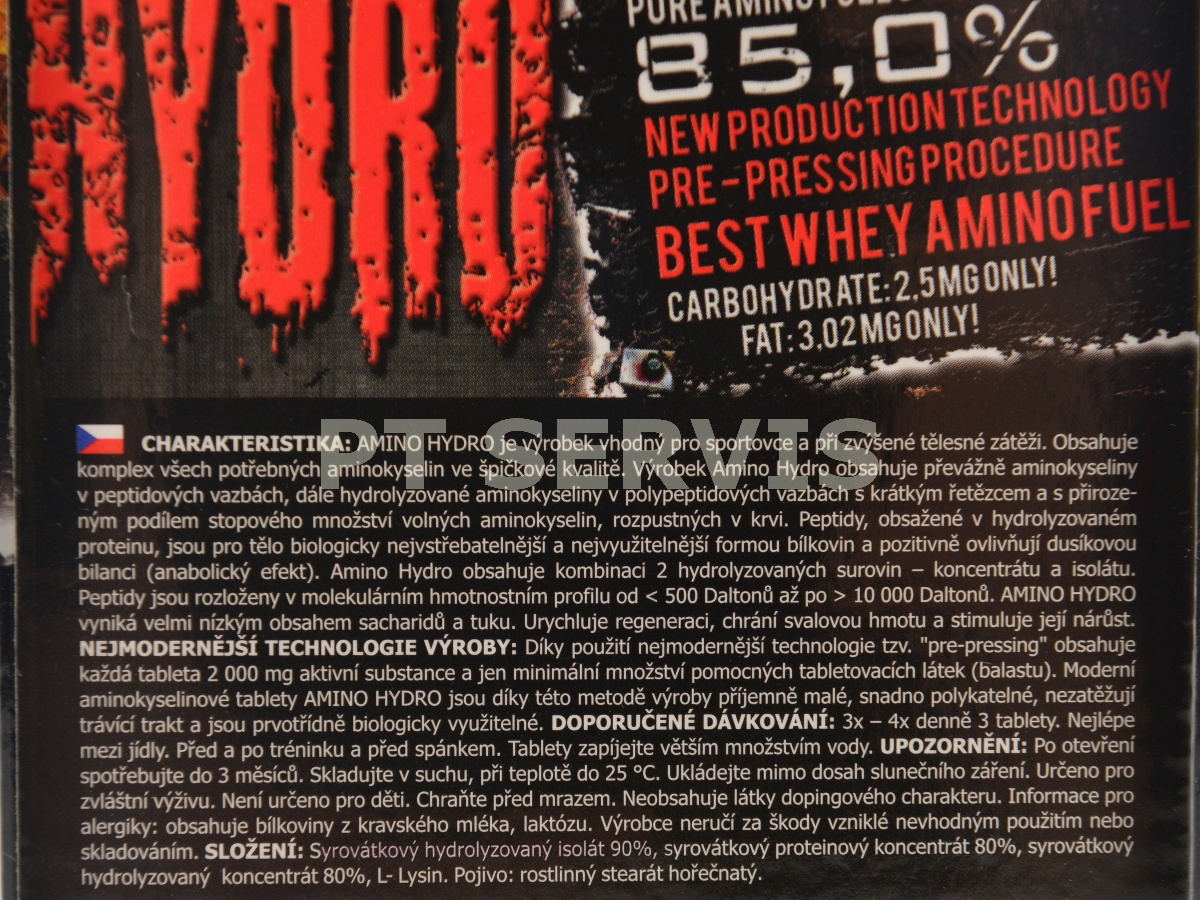 HYDRO
PURE AMINO FUEL
85,0%
NEW PRODUCTION TECHNOLOGY
PRE-PRESSING PROCEDURE
BEST WHEY AMINO FUEL
CARBOHYDRATE: 2,5 MG ONLY!
FAT: 3,02 MG ONLY!
PT SERVIS
CHARAKTERISTIKA: AMINO HYDRO je výrobek vhodný pro sportovce a při zvýšené tělesné zátěži. Obsahuje
komplex všech potřebných aminokyselin ve špičkové kvalitě. Výrobek Amino Hydro obsahuje převážně aminokyseliny
v peptidových vazbách, dále hydrolyzované aminokyseliny v polypeptidových vazbách s krátkým řetězcem a s přiroze-
ným podílem stopového množství volných aminokyselin, rozpustných v krvi. Peptidy, obsažené v hydrolyzovaném
proteinu, jsou pro tělo biologicky nejvstřebatelnější a nejvyužitelnější formou bílkovin a pozitivně ovlivňují dusíkovou
bilanci (anabolický efekt). Amino Hydro obsahuje kombinaci 2 hydrolyzovaných surovin – koncentrátu a isolátu.
Peptidy jsou rozloženy v molekulárním hmotnostním profilu od < 500 Daltonů až po > 10 000 Daltonů. AMINO HYDRO
vyniká velmi nízkým obsahem sacharidů a tuku. Urychluje regeneraci, chrání svalovou hmotu a stimuluje její nárůst.
NEJMODERNĚJŠÍ TECHNOLOGIE VÝROBY: Díky použití nejmodernější technologie tzv. "pre-pressing" obsahuje
každá tableta 2 000 mg aktivní substance a jen minimální množství pomocných tabletovacích látek (balastu). Moderní
aminokyselinové tablety AMINO HYDRO jsou díky této metodě výroby příjemně malé, snadno polykatelné, nezatěžují
trávící trakt a jsou prvotřídně biologicky využitelné. DOPORUČENÉ DÁVKOVÁNÍ: 3x – 4x denně 3 tablety. Nejlépe
mezi jídly. Před a po tréninku a před spánkem. Tablety zapíjejte větším množstvím vody. UPOZORNĚNÍ: Po otevření
spotřebujte do 3 měsíců. Skladujte v suchu, při teplotě do 25 °C. Ukládejte mimo dosah slunečního záření. Určeno pro
zvláštní výživu. Není určeno pro děti. Chraňte před mrazem. Neobsahuje látky dopingového charakteru. Informace pro
alergiky: obsahuje bílkoviny z kravského mléka, laktózu. Výrobce neručí za škody vzniklé nevhodným použitím nebo
skladováním. SLOŽENÍ: Syrovátkový hydrolyzovaný isolát 90%, syrovátkový proteinový koncentrát 80%, syrovátkový
hydrolyzovaný koncentrát 80%, L- Lysin. Pojivo: rostlinný stearát hořečnatý.